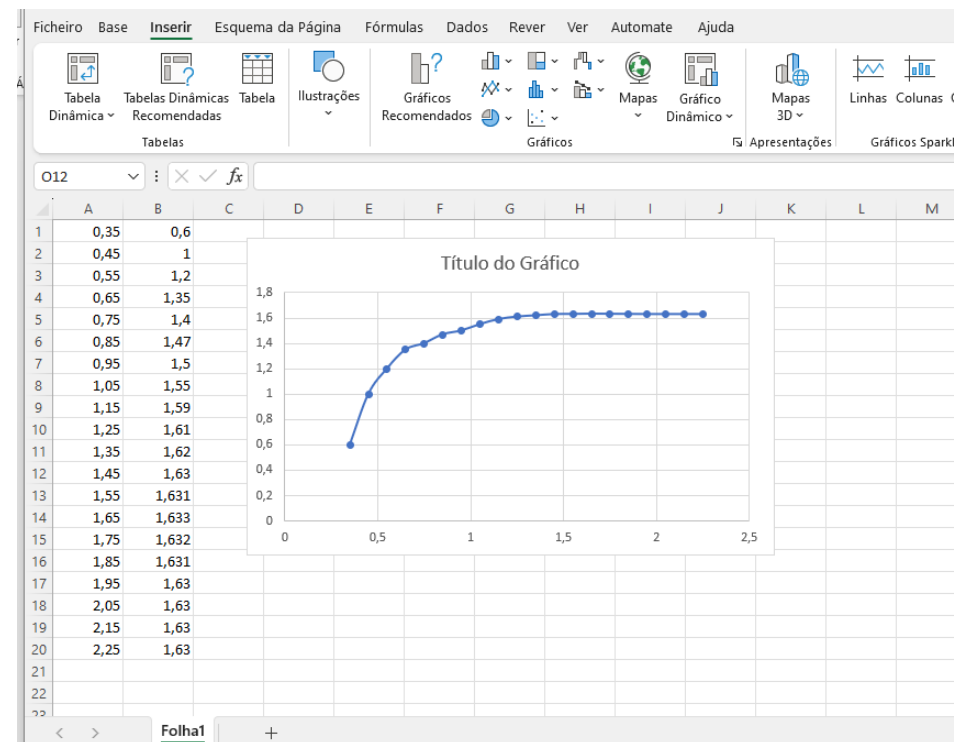 Ficheiro Base Inserir Esquema da Página Fórmulas Dados Rever Ver Automate Ajuda
Tabela Dinâmica
Tabelas Dinâmicas Recomendadas
Tabela
Ilustrações
Gráficos Recomendados
Mapas
Gráfico Dinâmico
Mapas 3D
Linhas
Colunas
Tabelas
Gráficos
Apresentações
Gráficos Sparkl
O12
fx
A B C D E F G H I J K L M
1 0,35 0,6
2 0,45 1
3 0,55 1,2
4 0,65 1,35
5 0,75 1,4
6 0,85 1,47
7 0,95 1,5
8 1,05 1,55
9 1,15 1,59
10 1,25 1,61
11 1,35 1,62
12 1,45 1,63
13 1,55 1,631
14 1,65 1,633
15 1,75 1,632
16 1,85 1,631
17 1,95 1,63
18 2,05 1,63
19 2,15 1,63
20 2,25 1,63
21
22
Título do Gráfico
1,8
1,6
1,4
1,2
1
0,8
0,6
0,4
0,2
0
0 0,5 1 1,5 2 2,5
Folha1